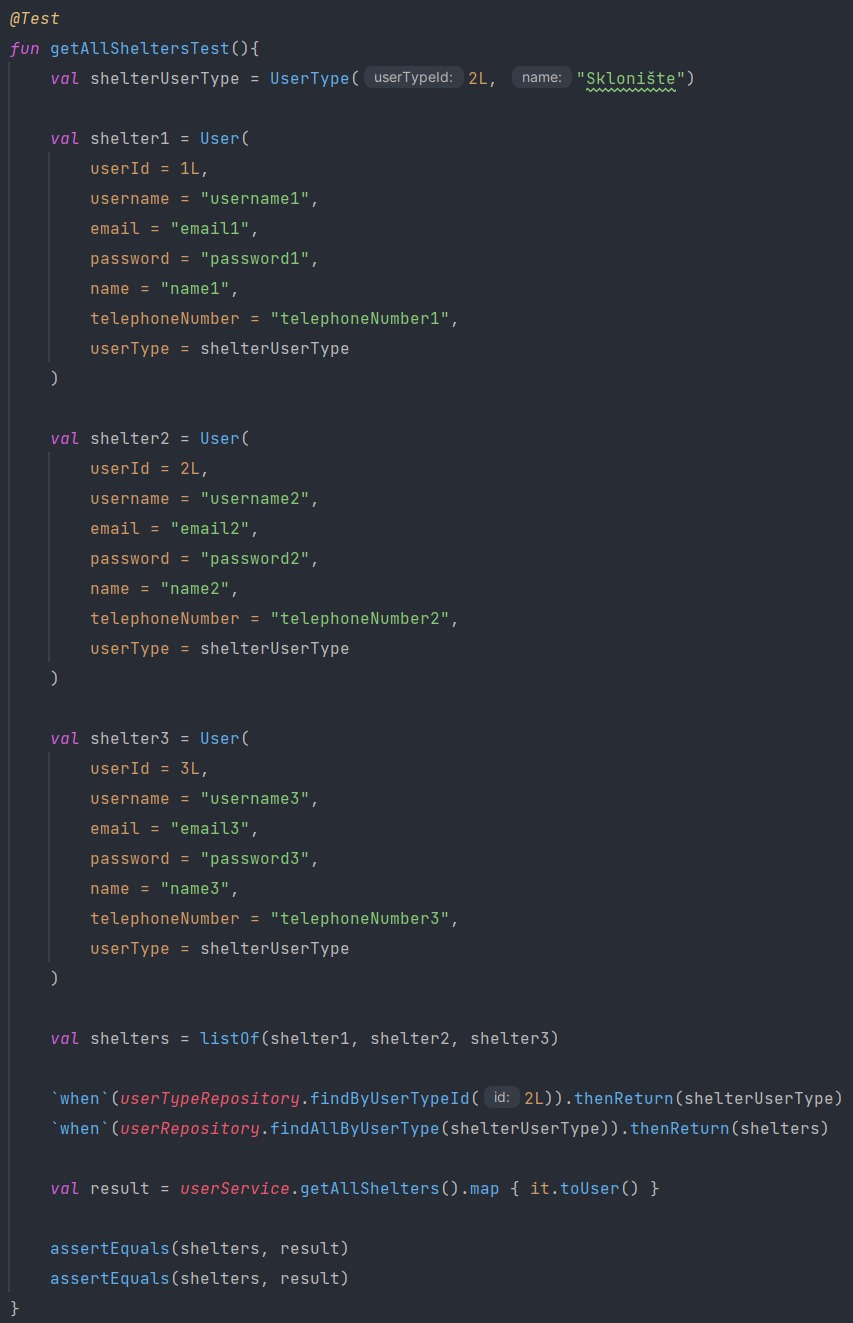 @Test
fun getAllSheltersTest(){
    val shelterUserType = UserType( userTypeId: 2L, name: "Sklonište")

    val shelter1 = User(
        userId = 1L,
        username = "username1",
        email = "email1",
        password = "password1",
        name = "name1",
        telephoneNumber = "telephoneNumber1",
        userType = shelterUserType
    )

    val shelter2 = User(
        userId = 2L,
        username = "username2",
        email = "email2",
        password = "password2",
        name = "name2",
        telephoneNumber = "telephoneNumber2",
        userType = shelterUserType
    )

    val shelter3 = User(
        userId = 3L,
        username = "username3",
        email = "email3",
        password = "password3",
        name = "name3",
        telephoneNumber = "telephoneNumber3",
        userType = shelterUserType
    )

    val shelters = listOf(shelter1, shelter2, shelter3)

    `when`(userTypeRepository.findByUserTypeId( id: 2L)).thenReturn(shelterUserType)
    `when`(userRepository.findAllByUserType(shelterUserType)).thenReturn(shelters)

    val result = userService.getAllShelters().map { it.toUser() }

    assertEquals(shelters, result)
    assertEquals(shelters, result)
}